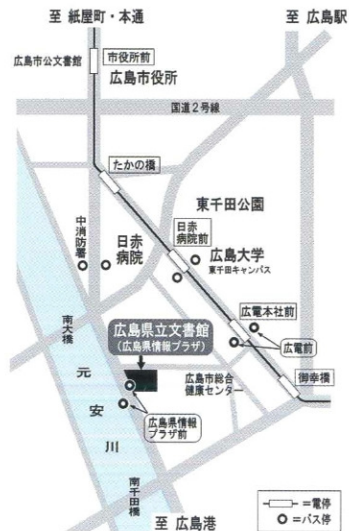 至 紙屋町・本通
至 広島駅
広島市公文書館
市役所前
広島市役所
国道2号線
たかの橋
東千田公園
中消防署
日赤
病院
日赤
病院前
広島大学
東千田キャンパス
南大橋
広電本社前
広島県立文書館
(広島県情報プラザ)
広電前
元安川
広島市総合
健康センター
御幸橋
広島県情報
プラザ前
南千田橋
至 広島港
=電停
=バス停